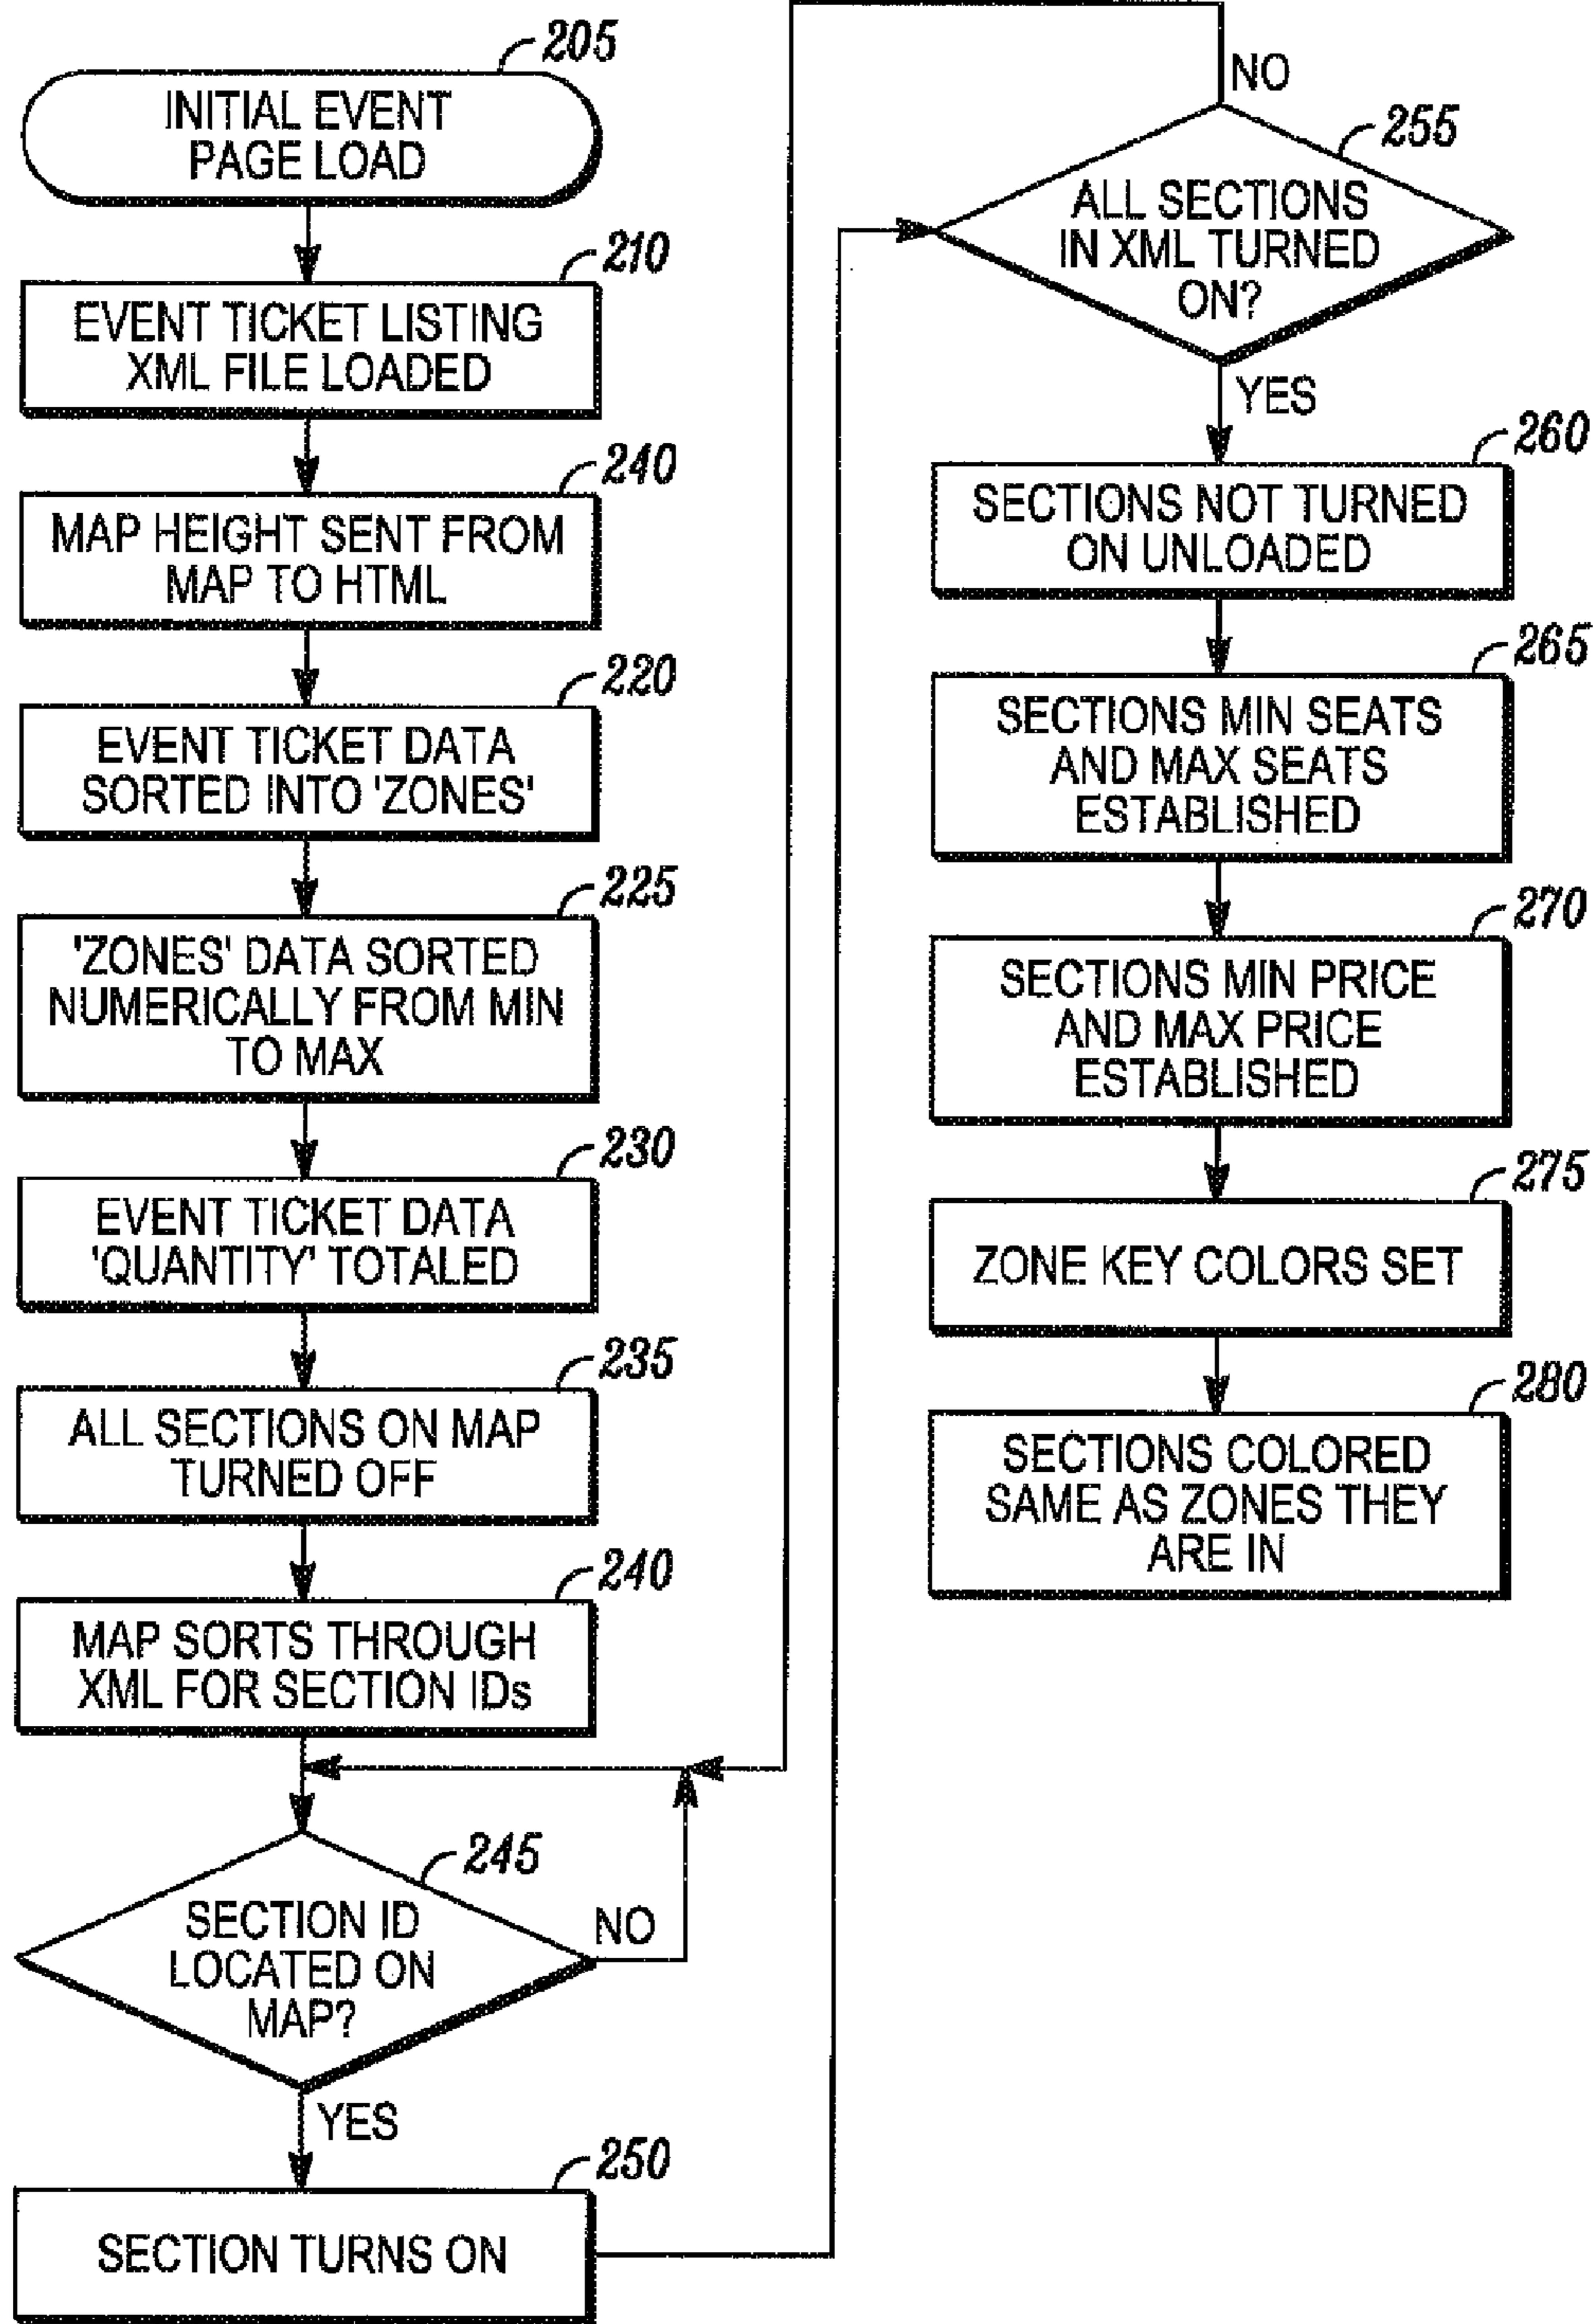 205
INITIAL EVENT
PAGE LOAD
210
EVENT TICKET LISTING
XML FILE LOADED
240
MAP HEIGHT SENT FROM
MAP TO HTML
220
EVENT TICKET DATA
SORTED INTO 'ZONES'
225
'ZONES' DATA SORTED
NUMERICALLY FROM MIN
TO MAX
230
EVENT TICKET DATA
'QUANTITY' TOTALED
235
ALL SECTIONS ON MAP
TURNED OFF
240
MAP SORTS THROUGH
XML FOR SECTION IDs
245
SECTION ID
LOCATED ON
MAP?
NO
YES
250
SECTION TURNS ON
NO
255
ALL SECTIONS
IN XML TURNED
ON?
YES
260
SECTIONS NOT TURNED
ON UNLOADED
265
SECTIONS MIN SEATS
AND MAX SEATS
ESTABLISHED
270
SECTIONS MIN PRICE
AND MAX PRICE
ESTABLISHED
275
ZONE KEY COLORS SET
280
SECTIONS COLORED
SAME AS ZONES THEY
ARE IN